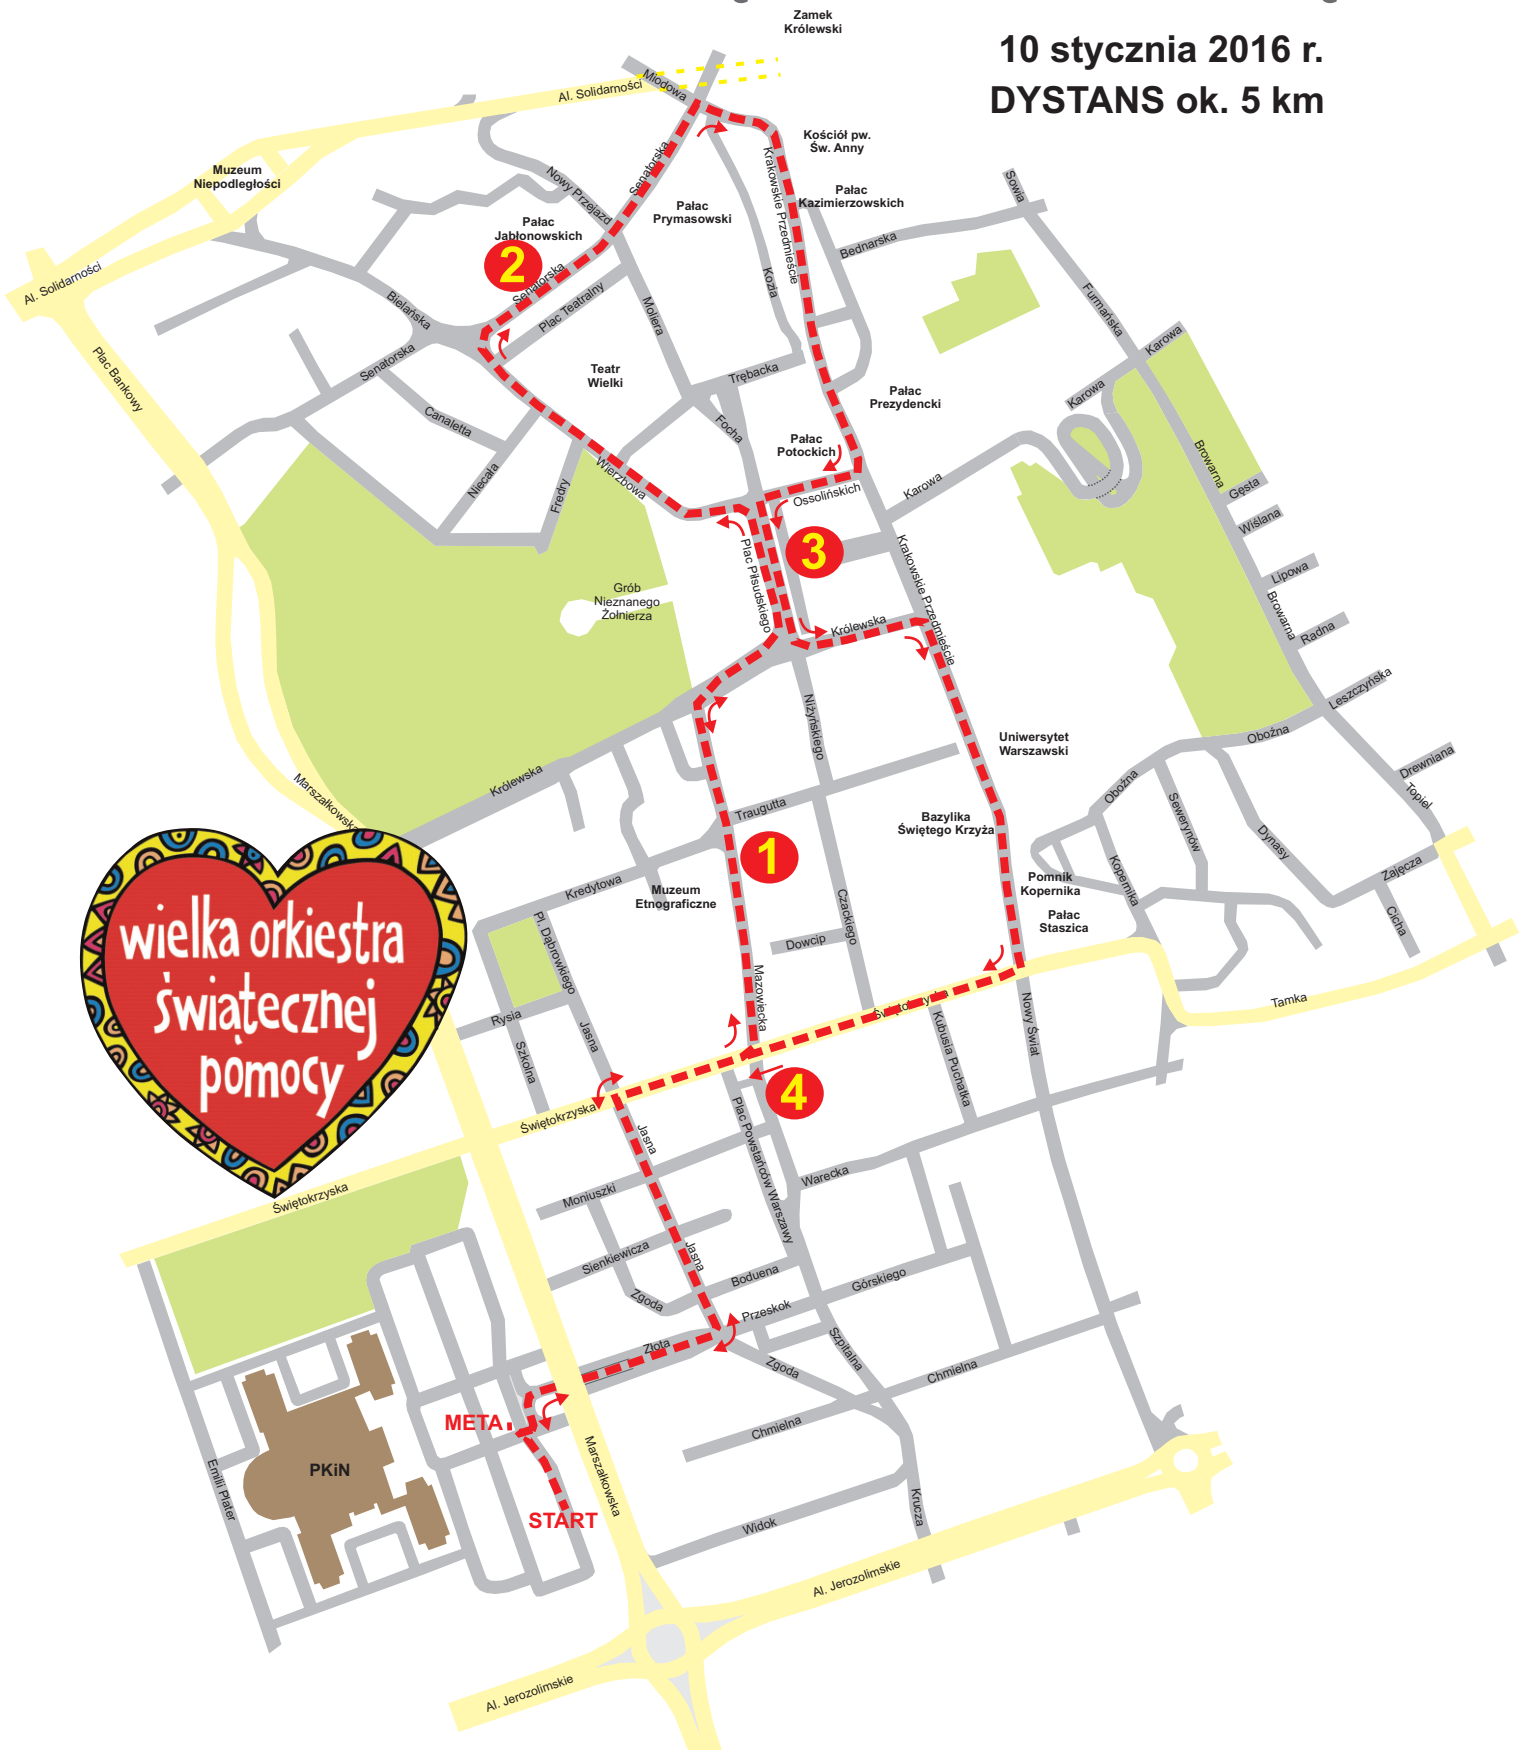 Zamek
Królewski
10 stycznia 2016 r.
DYSTANS ok. 5 km
Miodowa
Al. Solidarności
Kościół pw.
Św. Anny
Muzeum
Niepodległości
Nowy Przejazd
Senatorska
Krakowskie Przedmieście
Pałac
Kazimierzowskich
Sowia
Pałac
Prymasowski
Pałac
Jabłonowskich
Bednarska
2
Al. Solidarności
Senatorska
Kozia
Plac Teatralny
Bielańska
Moliera
Furmańska
Karowa
Plac Bankowy
Senatorska
Teatr
Wielki
Trębacka
Karowa
Pałac
Prezydencki
Canaletta
Focha
Pałac
Potockich
Niecała
Fredry
Wierzbowa
Browarna
Karowa
Gęsta
Ossolińskich
Wiślana
3
Plac Piłsudskiego
Krakowskie Przedmieście
Lipowa
Grób
Nieznanego
Żołnierza
Królewska
Browarna
Radna
Leszczyńska
Niżyńskiego
Uniwersytet
Warszawski
Oboźna
Królewska
Marszałkowska
Oboźna
Drewniana
Topiel
Traugutta
Sewerynów
Bazylika
Świętego Krzyża
Dynasy
1
wielka orkiestra
świątecznej
pomocy
Kredytowa
Muzeum
Etnograficzne
Pomnik
Kopernika
Kopernika
Zajęcza
Pałac
Staszica
Cicha
Pl. Dąbrowkiego
Czackiego
Dowcip
Mazowiecka
Rysia
Jasna
Szkolna
Świętokrzyska
Kubusia Puchatka
Nowy Świat
Tamka
4
Świętokrzyska
Jasna
Plac Powstańców Warszawy
Warecka
Moniuszki
Świętokrzyska
Sienkiewicza
Jasna
Boduena
Górskiego
Zgoda
Przeskok
Złota
Zgoda
Szpitalna
Chmielna
META
Chmielna
PKiN
Marszałkowska
Emilii Plater
START
Widok
Krucza
Al. Jerozolimskie
Al. Jerozolimskie